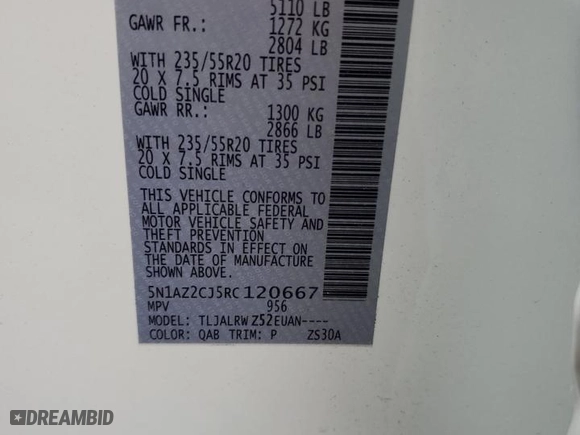 5110 LB
GAWR FR.: 1272 KG
2804 LB
WITH 235/55R20 TIRES
20 X 7.5 RIMS AT 35 PSI
COLD SINGLE
GAWR RR.: 1300 KG
2866 LB
WITH 235/55R20 TIRES
20 X 7.5 RIMS AT 35 PSI
COLD SINGLE
THIS VEHICLE CONFORMS TO
ALL APPLICABLE FEDERAL
MOTOR VEHICLE SAFETY AND
THEFT PREVENTION
STANDARDS IN EFFECT ON
THE DATE OF MANUFACTURE
SHOWN ABOVE.
5N1AZ2CJ5RC120667
MPV 956
MODEL: TLJALRWZ52EUAN----
COLOR: QAB TRIM: P ZS30A
DREAMBID